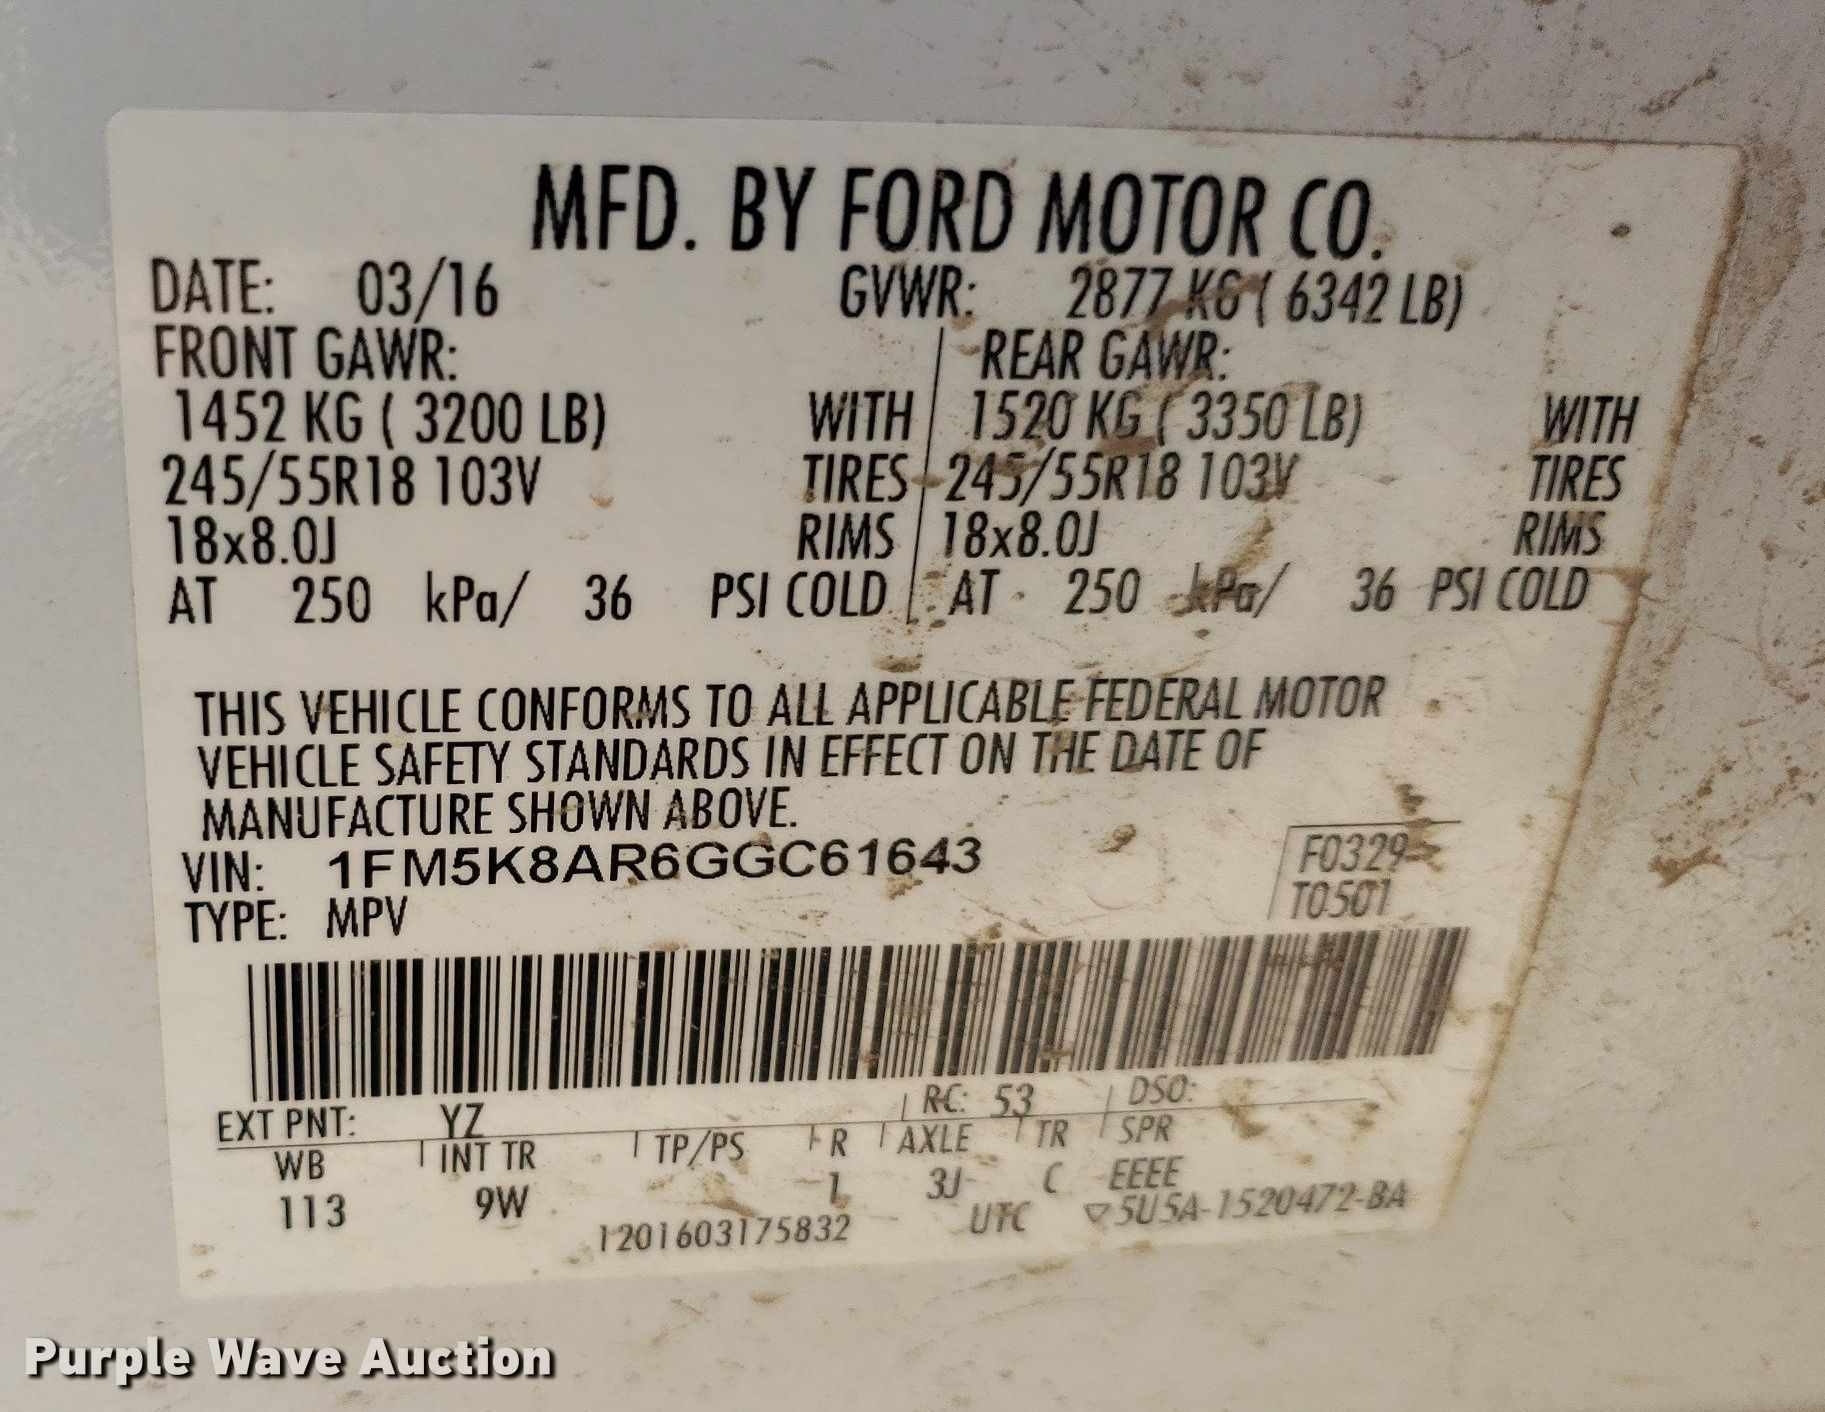 MFD. BY FORD MOTOR CO.
DATE: 03/16 GVWR: 2877 KG ( 6342 LB)
FRONT GAWR: REAR GAWR:
1452 KG ( 3200 LB) WITH 1520 KG ( 3350 LB) WITH
245/55R18 103V TIRES 245/55R18 103V TIRES
18x8.0J RIMS 18x8.0J RIMS
AT 250 kPa/ 36 PSI COLD AT 250 kPa/ 36 PSI COLD
THIS VEHICLE CONFORMS TO ALL APPLICABLE FEDERAL MOTOR
VEHICLE SAFETY STANDARDS IN EFFECT ON THE DATE OF
MANUFACTURE SHOWN ABOVE.
VIN: 1FM5K8AR6GGC61643 F0329
TYPE: MPV T0501
EXT PNT: YZ RC: 53 DSO:
WB INT TR TP/PS R AXLE TR SPR
113 9W 1 3J C EEEE
1201603175832 UTC ▽5U5A-1520472-BA
Purple Wave Auction